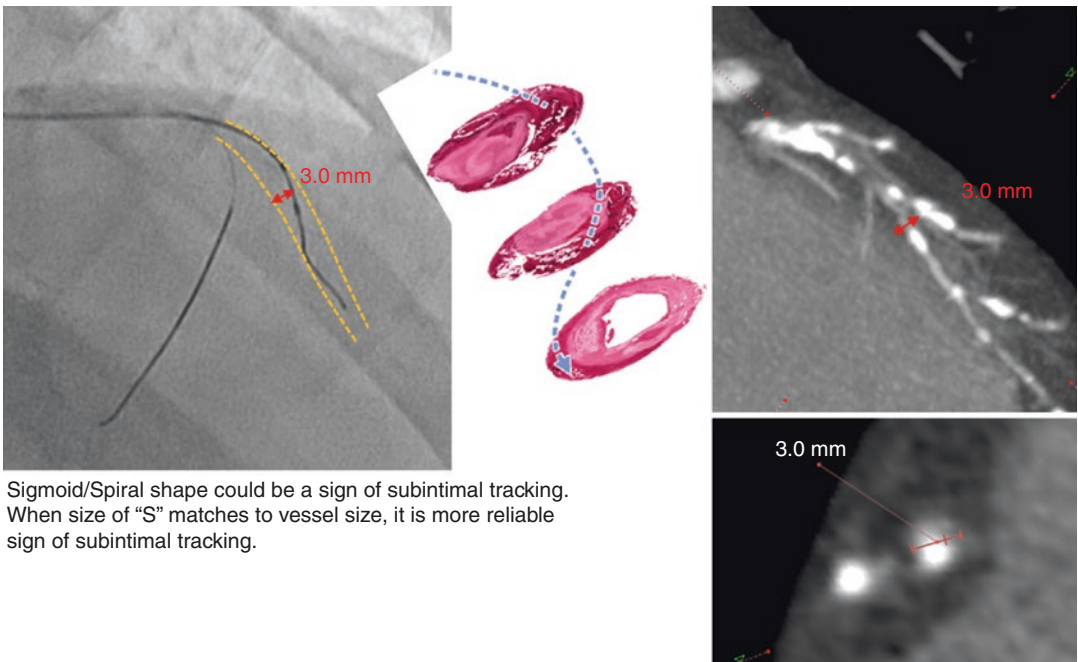 3.0 mm
3.0 mm
3.0 mm
Sigmoid/Spiral shape could be a sign of subintimal tracking.
When size of “S” matches to vessel size, it is more reliable
sign of subintimal tracking.